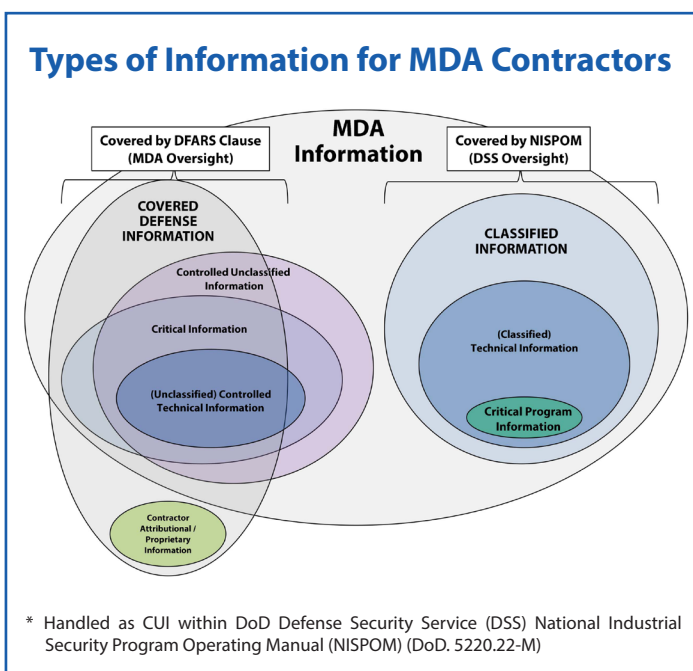 Types of Information for MDA Contractors
MDA
Information
Covered by DFARS Clause
(MDA Oversight)
Covered by NISPOM
(DSS Oversight)
COVERED
DEFENSE
INFORMATION
CLASSIFIED
INFORMATION
Controlled Unclassified
Information
Critical Information
(Unclassified) Controlled
Technical Information
(Classified)
Technical Information
Critical Program
Information
Contractor
Attributional /
Proprietary
Information
* Handled as CUI within DoD Defense Security Service (DSS) National Industrial
Security Program Operating Manual (NISPOM) (DoD. 5220.22-M)